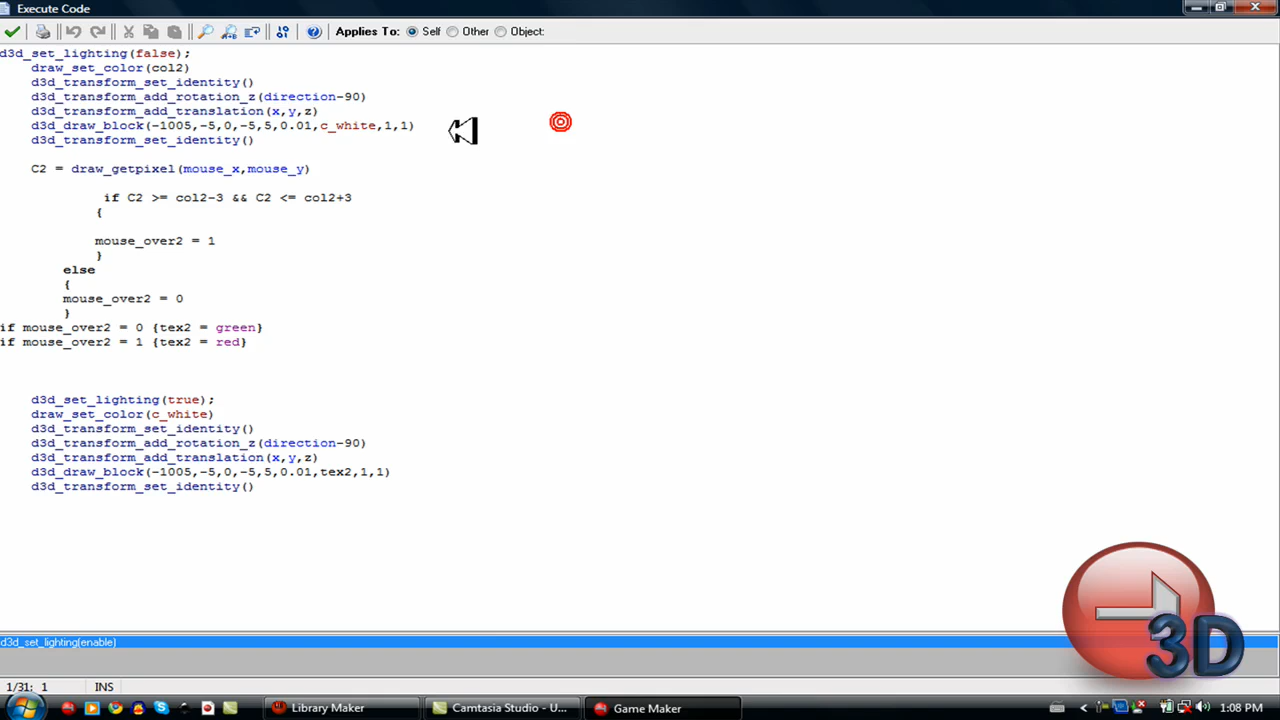 Execute Code
Applies To: Self Other Object:
d3d_set_lighting(false);
draw_set_color(col2)
d3d_transform_set_identity()
d3d_transform_add_rotation_z(direction-90)
d3d_transform_add_translation(x,y,z)
d3d_draw_block(-1005,-5,0,-5,5,0.01,c_white,1,1)
d3d_transform_set_identity()
C2 = draw_getpixel(mouse_x,mouse_y)
if C2 >= col2-3 && C2 <= col2+3
{
mouse_over2 = 1
}
else
{
mouse_over2 = 0
}
if mouse_over2 = 0 {tex2 = green}
if mouse_over2 = 1 {tex2 = red}
d3d_set_lighting(true);
draw_set_color(c_white)
d3d_transform_set_identity()
d3d_transform_add_rotation_z(direction-90)
d3d_transform_add_translation(x,y,z)
d3d_draw_block(-1005,-5,0,-5,5,0.01,tex2,1,1)
d3d_transform_set_identity()
3D
d3d_set_lighting(enable)
1/31: 1 INS
Library Maker Camtasia Studio - U... Game Maker 1:08 PM